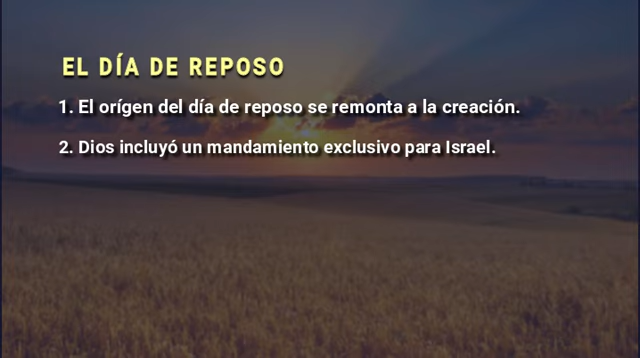 EL DÍA DE REPOSO
1. El orígen del día de reposo se remonta a la creación.
2. Dios incluyó un mandamiento exclusivo para Israel.